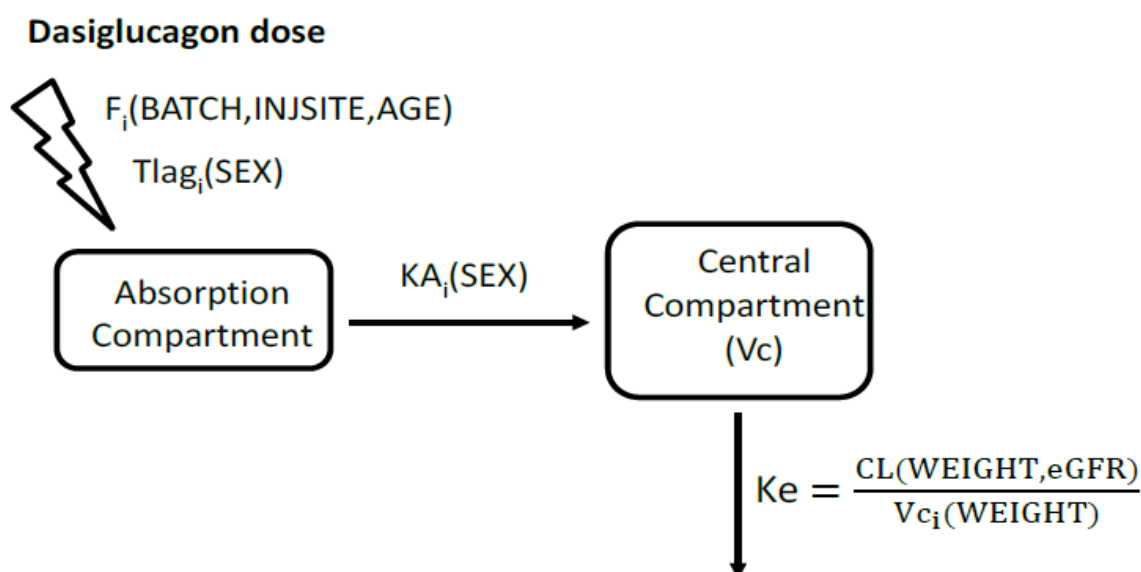 Dasiglucagon dose
Fᵢ(BATCH,INJSITE,AGE)
Tlagᵢ(SEX)
Absorption
Compartment
KAᵢ(SEX)
Central
Compartment
(Vc)
Ke = CL(WEIGHT,eGFR)
Vcᵢ(WEIGHT)